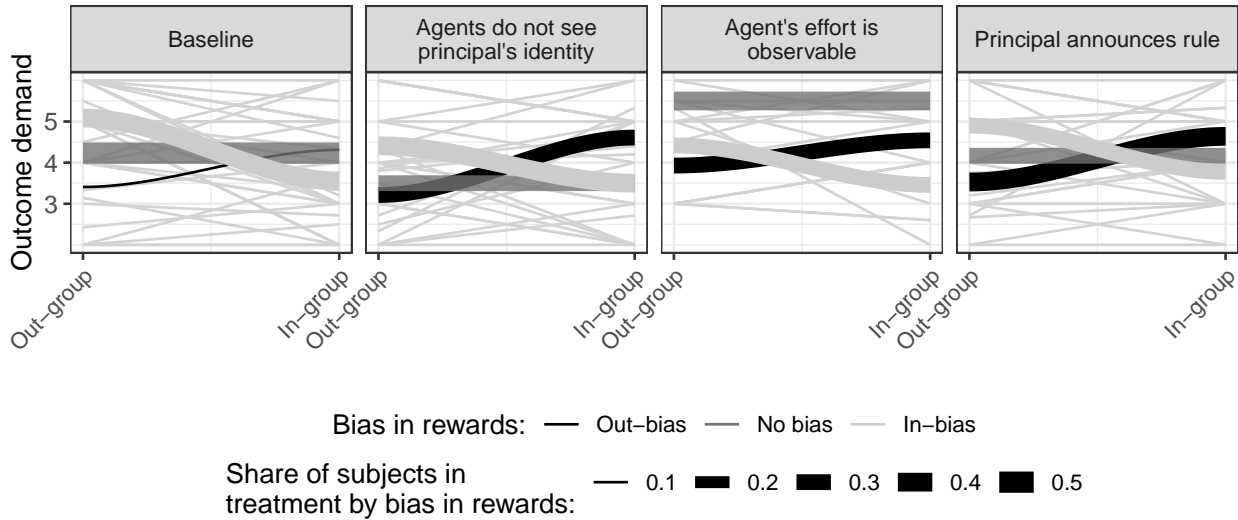 Baseline
Agents do not see
principal's identity
Agent's effort is
observable
Principal announces rule
Outcome demand
5
4
3
Out−group
In−group
Out−group
In−group
Out−group
In−group
Out−group
In−group
Bias in rewards: Out−bias No bias In−bias
Share of subjects in
treatment by bias in rewards: 0.1 0.2 0.3 0.4 0.5